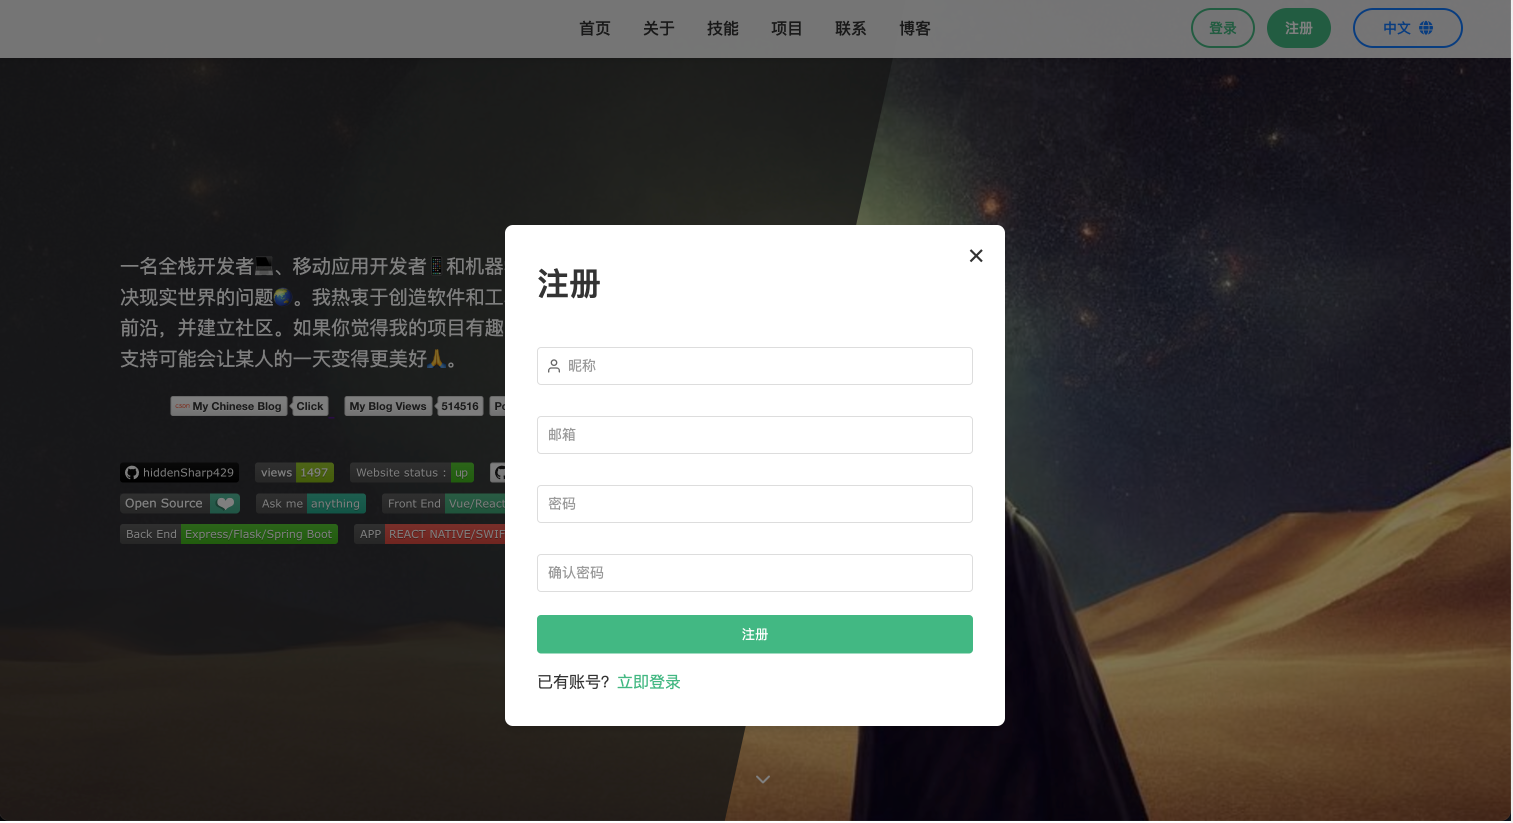 首页 关于 技能 项目 联系 博客 登录 注册 中文
一名全栈开发者💻、移动应用开发者📱和机器
决现实世界的问题🌏。我热衷于创造软件和工
前沿，并建立社区。如果你觉得我的项目有趣
支持可能会让某人的一天变得更美好🙏。
csdn My Chinese Blog Click My Blog Views 514516 Po
hiddenSharp429 views 1497 Website status : up
Open Source Ask me anything Front End Vue/React
Back End Express/Flask/Spring Boot APP REACT NATIVE/SWIF
注册
昵称
邮箱
密码
确认密码
注册
已有账号? 立即登录